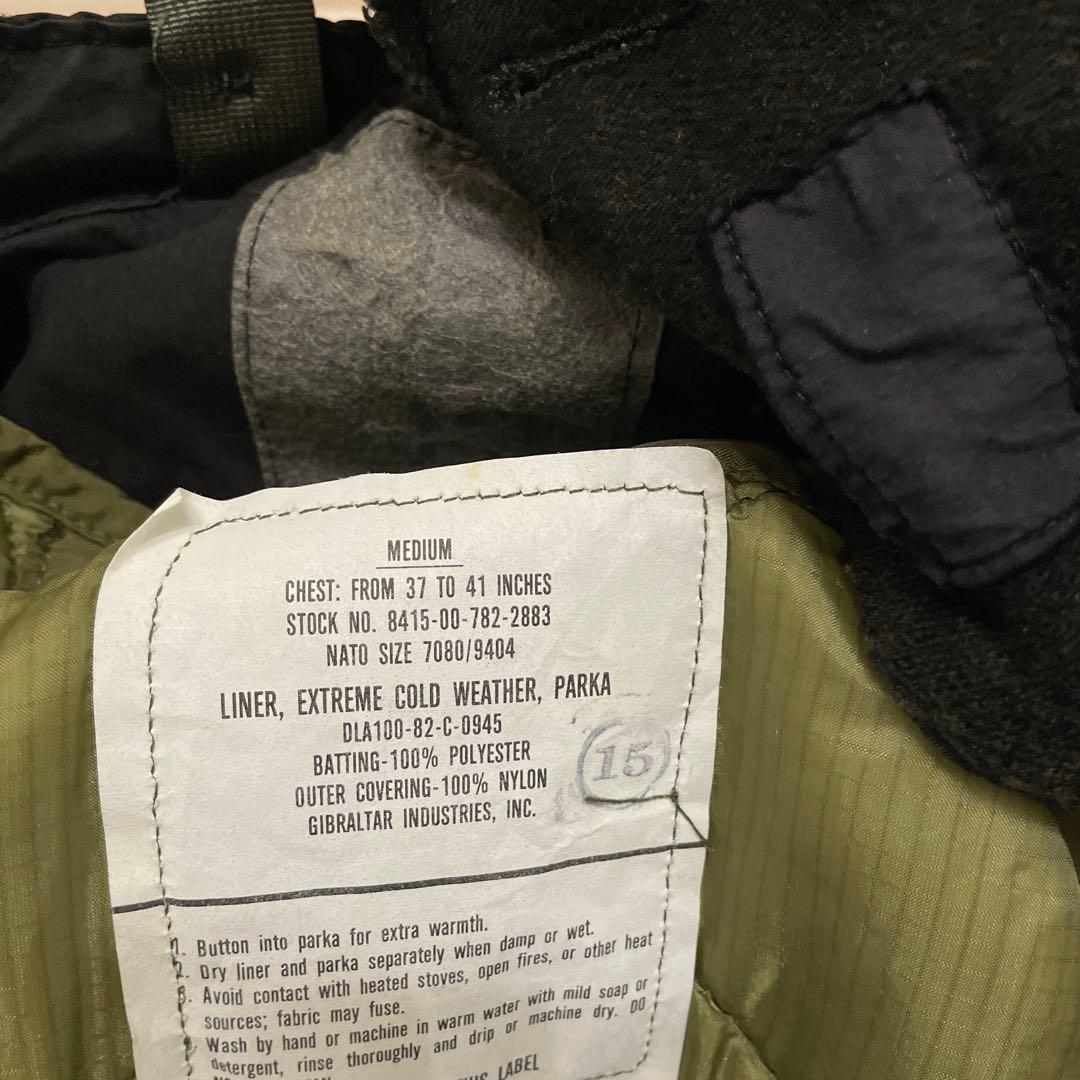 MEDIUM
CHEST: FROM 37 TO 41 INCHES
STOCK NO. 8415-00-782-2883
NATO SIZE 7080/9404
LINER, EXTREME COLD WEATHER, PARKA
DLA100-82-C-0945
BATTING-100% POLYESTER
OUTER COVERING-100% NYLON
GIBRALTAR INDUSTRIES, INC.
15
1. Button into parka for extra warmth.
2. Dry liner and parka separately when damp or wet.
3. Avoid contact with heated stoves, open fires, or other heat
sources; fabric may fuse.
Wash by hand or machine in warm water with mild soap or
detergent, rinse thoroughly and drip or machine dry. DO
LABEL